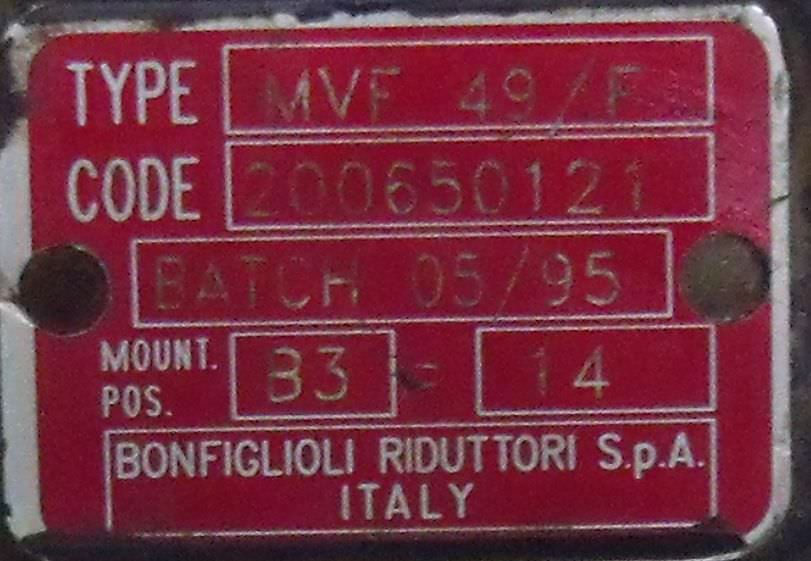 TYPE MVF 49/F
CODE 200650121
BATCH 05/95
MOUNT. POS. B3 - 14
BONFIGLIOLI RIDUTTORI S.p.A.
ITALY